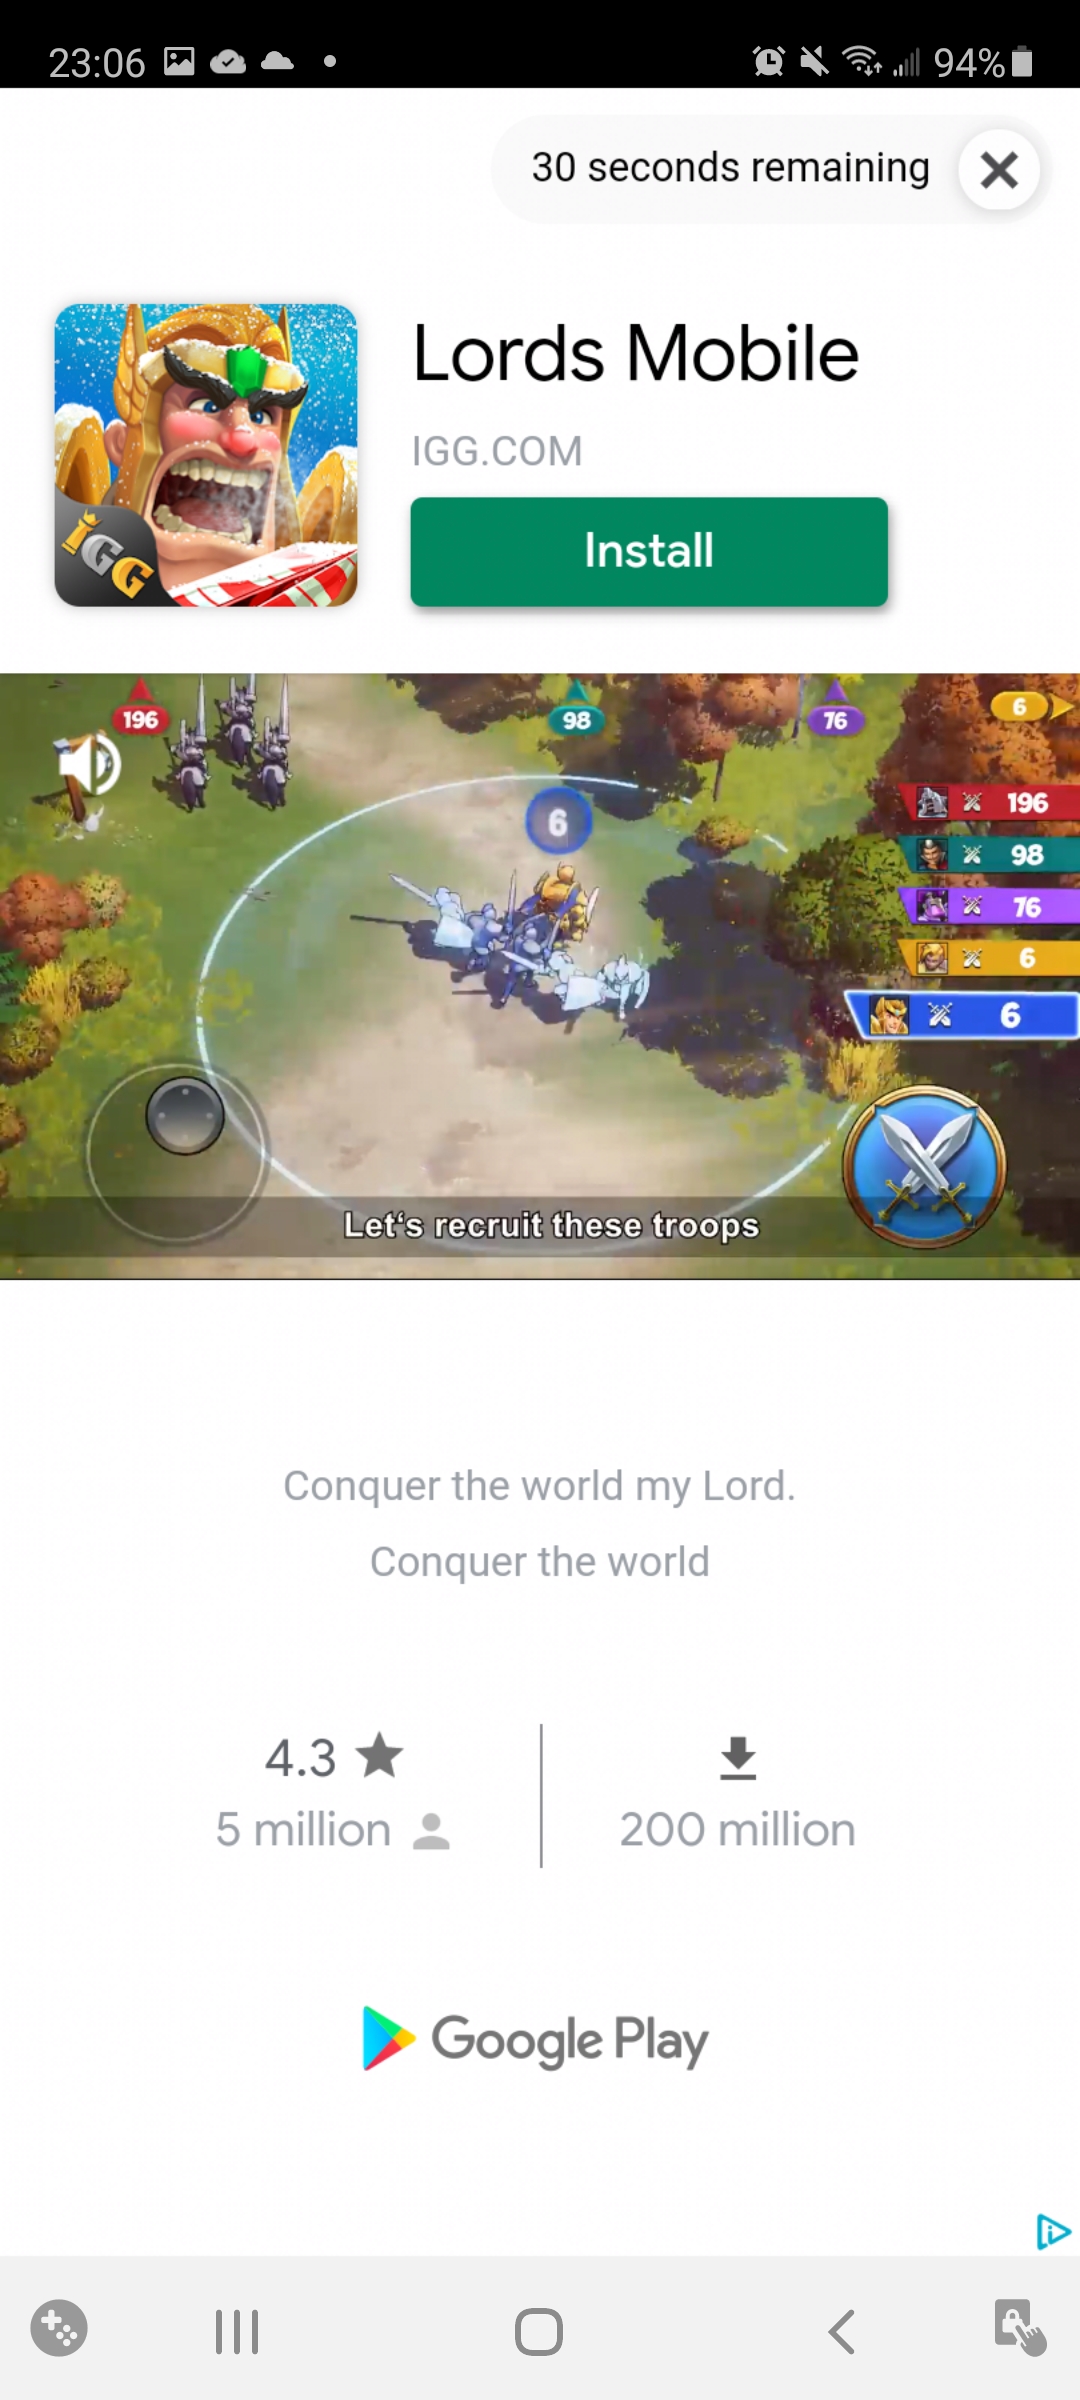 23:06 94%
30 seconds remaining
Lords Mobile
IGG.COM
Install
IGG
196 98 76 6
196
98
76
6
6
6
Let's recruit these troops
Conquer the world my Lord.
Conquer the world
4.3
5 million
200 million
Google Play